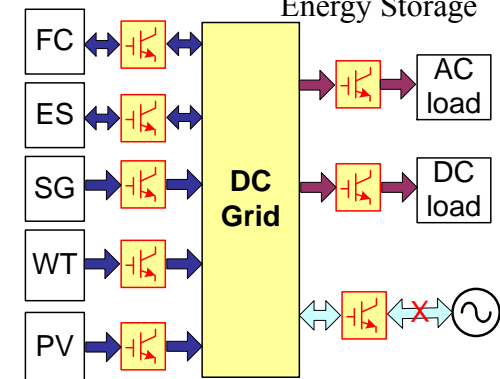 Energy Storage
FC
ES
SG
WT
PV
DC
Grid
AC
load
DC
load
X